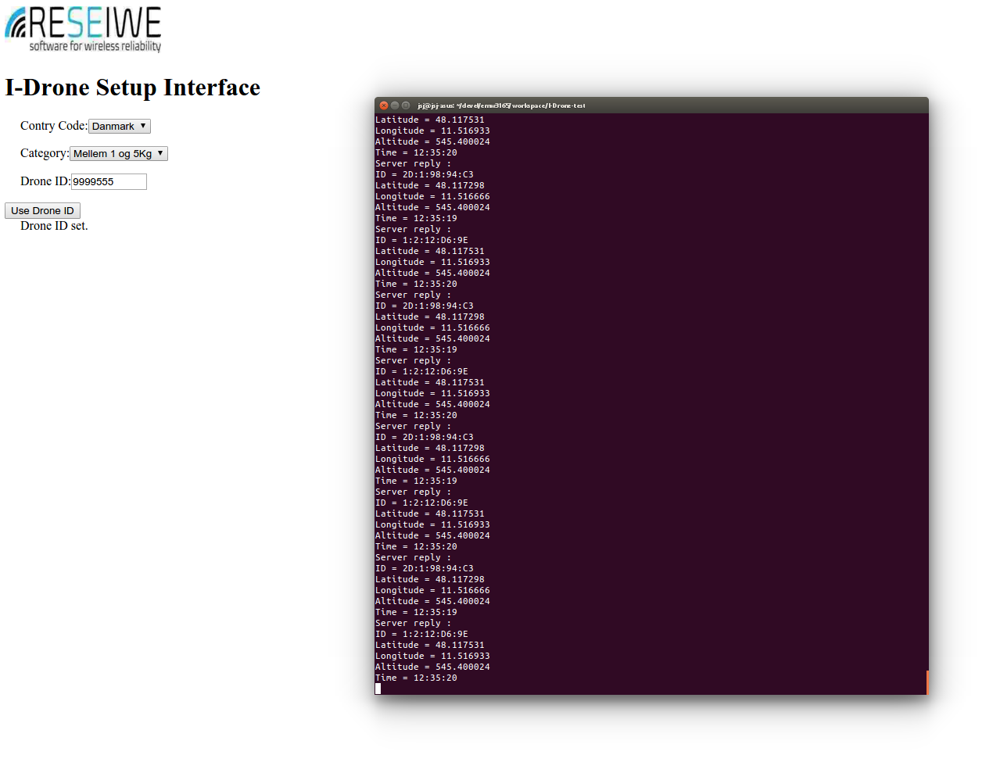 RESEIWE
software for wireless reliability
I-Drone Setup Interface
Contry Code:Danmark
Category:Mellem 1 og 5Kg
Drone ID:9999555
Use Drone ID
Drone ID set.
jsj@jsj-asus: ~/devel/emw3165/workspace/I-Drone-test
Latitude = 48.117531
Longitude = 11.516933
Altitude = 545.400024
Time = 12:35:20
Server reply :
ID = 2D:1:98:94:C3
Latitude = 48.117298
Longitude = 11.516666
Altitude = 545.400024
Time = 12:35:19
Server reply :
ID = 1:2:12:D6:9E
Latitude = 48.117531
Longitude = 11.516933
Altitude = 545.400024
Time = 12:35:20
Server reply :
ID = 2D:1:98:94:C3
Latitude = 48.117298
Longitude = 11.516666
Altitude = 545.400024
Time = 12:35:19
Server reply :
ID = 1:2:12:D6:9E
Latitude = 48.117531
Longitude = 11.516933
Altitude = 545.400024
Time = 12:35:20
Server reply :
ID = 2D:1:98:94:C3
Latitude = 48.117298
Longitude = 11.516666
Altitude = 545.400024
Time = 12:35:19
Server reply :
ID = 1:2:12:D6:9E
Latitude = 48.117531
Longitude = 11.516933
Altitude = 545.400024
Time = 12:35:20
Server reply :
ID = 2D:1:98:94:C3
Latitude = 48.117298
Longitude = 11.516666
Altitude = 545.400024
Time = 12:35:19
Server reply :
ID = 1:2:12:D6:9E
Latitude = 48.117531
Longitude = 11.516933
Altitude = 545.400024
Time = 12:35:20